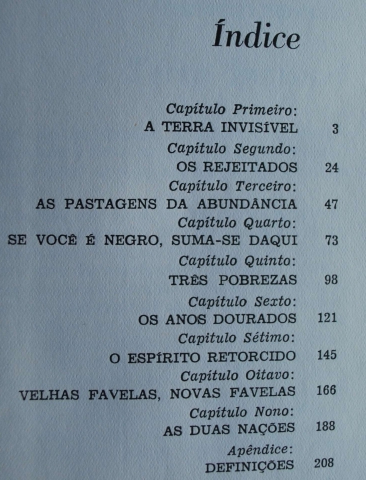 Índice
Capítulo Primeiro:
A TERRA INVISÍVEL 3
Capítulo Segundo:
OS REJEITADOS 24
Capítulo Terceiro:
AS PASTAGENS DA ABUNDÂNCIA 47
Capítulo Quarto:
SE VOCÊ É NEGRO, SUMA-SE DAQUI 73
Capítulo Quinto:
TRÊS POBREZAS 98
Capítulo Sexto:
OS ANOS DOURADOS 121
Capítulo Sétimo:
O ESPÍRITO RETORCIDO 145
Capítulo Oitavo:
VELHAS FAVELAS, NOVAS FAVELAS 166
Capítulo Nono:
AS DUAS NAÇÕES 188
Apêndice:
DEFINIÇÕES 208